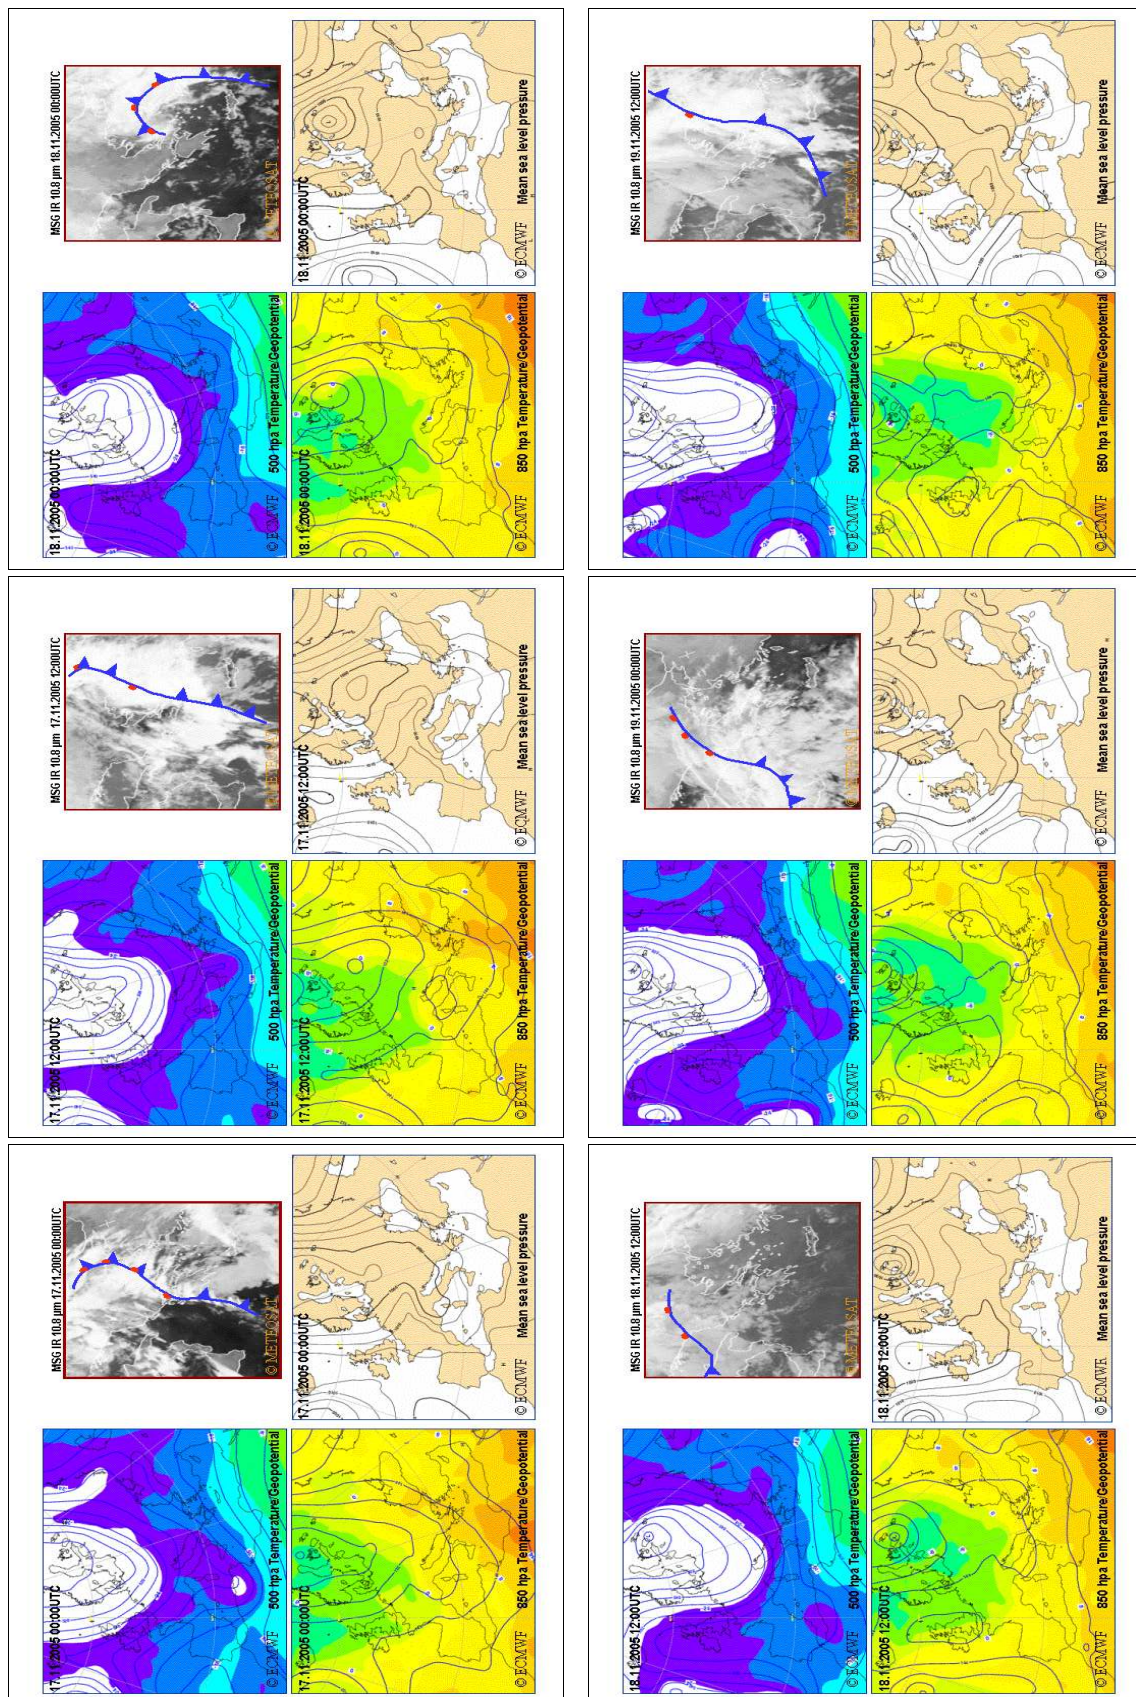 17.11.2005 00:00UTC
© ECMWF 500 hpa Temperature/Geopotential
MSG IR 10.8 µm 17.11.2005 00:00UTC
© METEOSAT
17.11.2005 00:00UTC
© ECMWF 850 hpa Temperature/Geopotential
17.11.2005 00:00UTC
© ECMWF Mean sea level pressure
17.11.2005 12:00UTC
© ECMWF 500 hpa Temperature/Geopotential
MSG IR 10.8 µm 17.11.2005 12:00UTC
© METEOSAT
17.11.2005 12:00UTC
© ECMWF 850 hpa Temperature/Geopotential
17.11.2005 12:00UTC
© ECMWF Mean sea level pressure
18.11.2005 00:00UTC
© ECMWF 500 hpa Temperature/Geopotential
MSG IR 10.8 µm 18.11.2005 00:00UTC
© METEOSAT
18.11.2005 00:00UTC
© ECMWF 850 hpa Temperature/Geopotential
18.11.2005 00:00UTC
© ECMWF Mean sea level pressure
18.11.2005 12:00UTC
© ECMWF 500 hpa Temperature/Geopotential
MSG IR 10.8 µm 18.11.2005 12:00UTC
© METEOSAT
18.11.2005 12:00UTC
© ECMWF 850 hpa Temperature/Geopotential
18.11.2005 12:00UTC
© ECMWF Mean sea level pressure
© ECMWF 500 hpa Temperature/Geopotential
MSG IR 10.8 µm 19.11.2005 00:00UTC
© METEOSAT
© ECMWF 850 hpa Temperature/Geopotential
© ECMWF Mean sea level pressure
© ECMWF 500 hpa Temperature/Geopotential
MSG IR 10.8 µm 19.11.2005 12:00UTC
© METEOSAT
© ECMWF 850 hpa Temperature/Geopotential
© ECMWF Mean sea level pressure